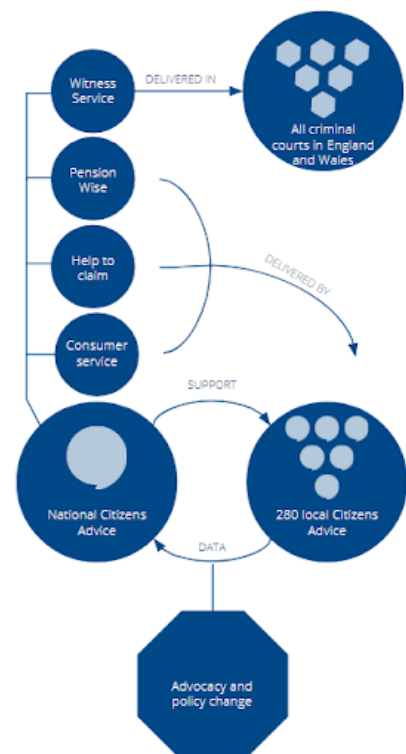 Witness
Service
DELIVERED IN
All criminal
courts in England
and Wales
Pension
Wise
Help to
claim
DELIVERED BY
Consumer
service
SUPPORT
National Citizens
Advice
280 local Citizens
Advice
DATA
Advocacy and
policy change